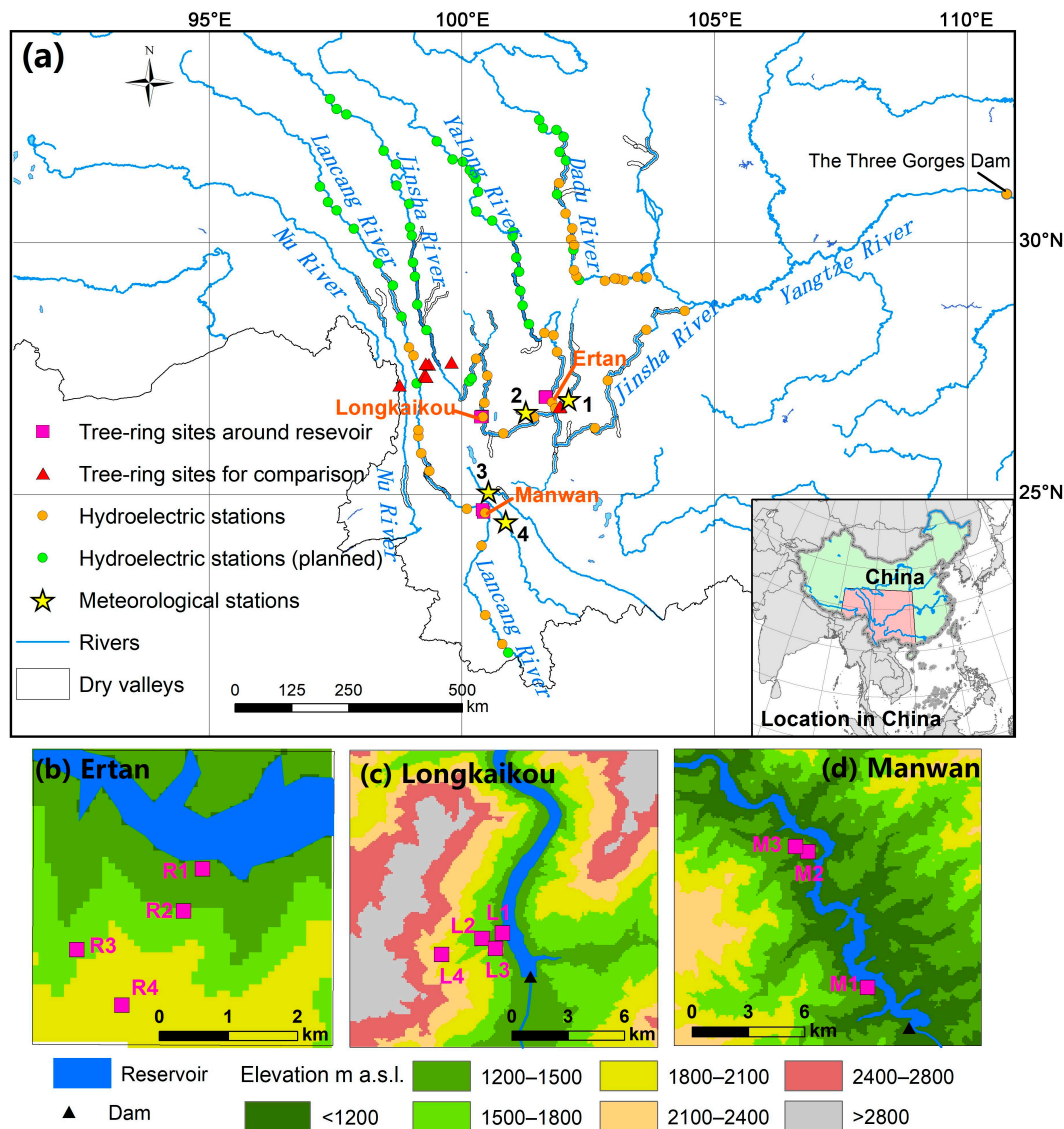 95°E 100°E 105°E 110°E
(a)
N
Lancang River
Jinsha River
Yalong River
Dadu River
The Three Gorges Dam
Nu River
30°N
Yangtze River
Jinsha River
Ertan
2
1
Longkaikou
Tree-ring sites around resevoir
Tree-ring sites for comparison
3
Manwan
25°N
Nu River
Hydroelectric stations
4
Hydroelectric stations (planned)
Lancang River
Meteorological stations
Rivers
Dry valleys
0 125 250 500
km
China
Location in China
(b) Ertan
R1
R2
R3
R4
0 1 2
km
(c) Longkaikou
L1
L2
L3
L4
0 3 6
km
(d) Manwan
M3
M2
M1
0 3 6
km
Reservoir
Dam
Elevation m a.s.l.
<1200
1200–1500
1500–1800
1800–2100
2100–2400
2400–2800
>2800